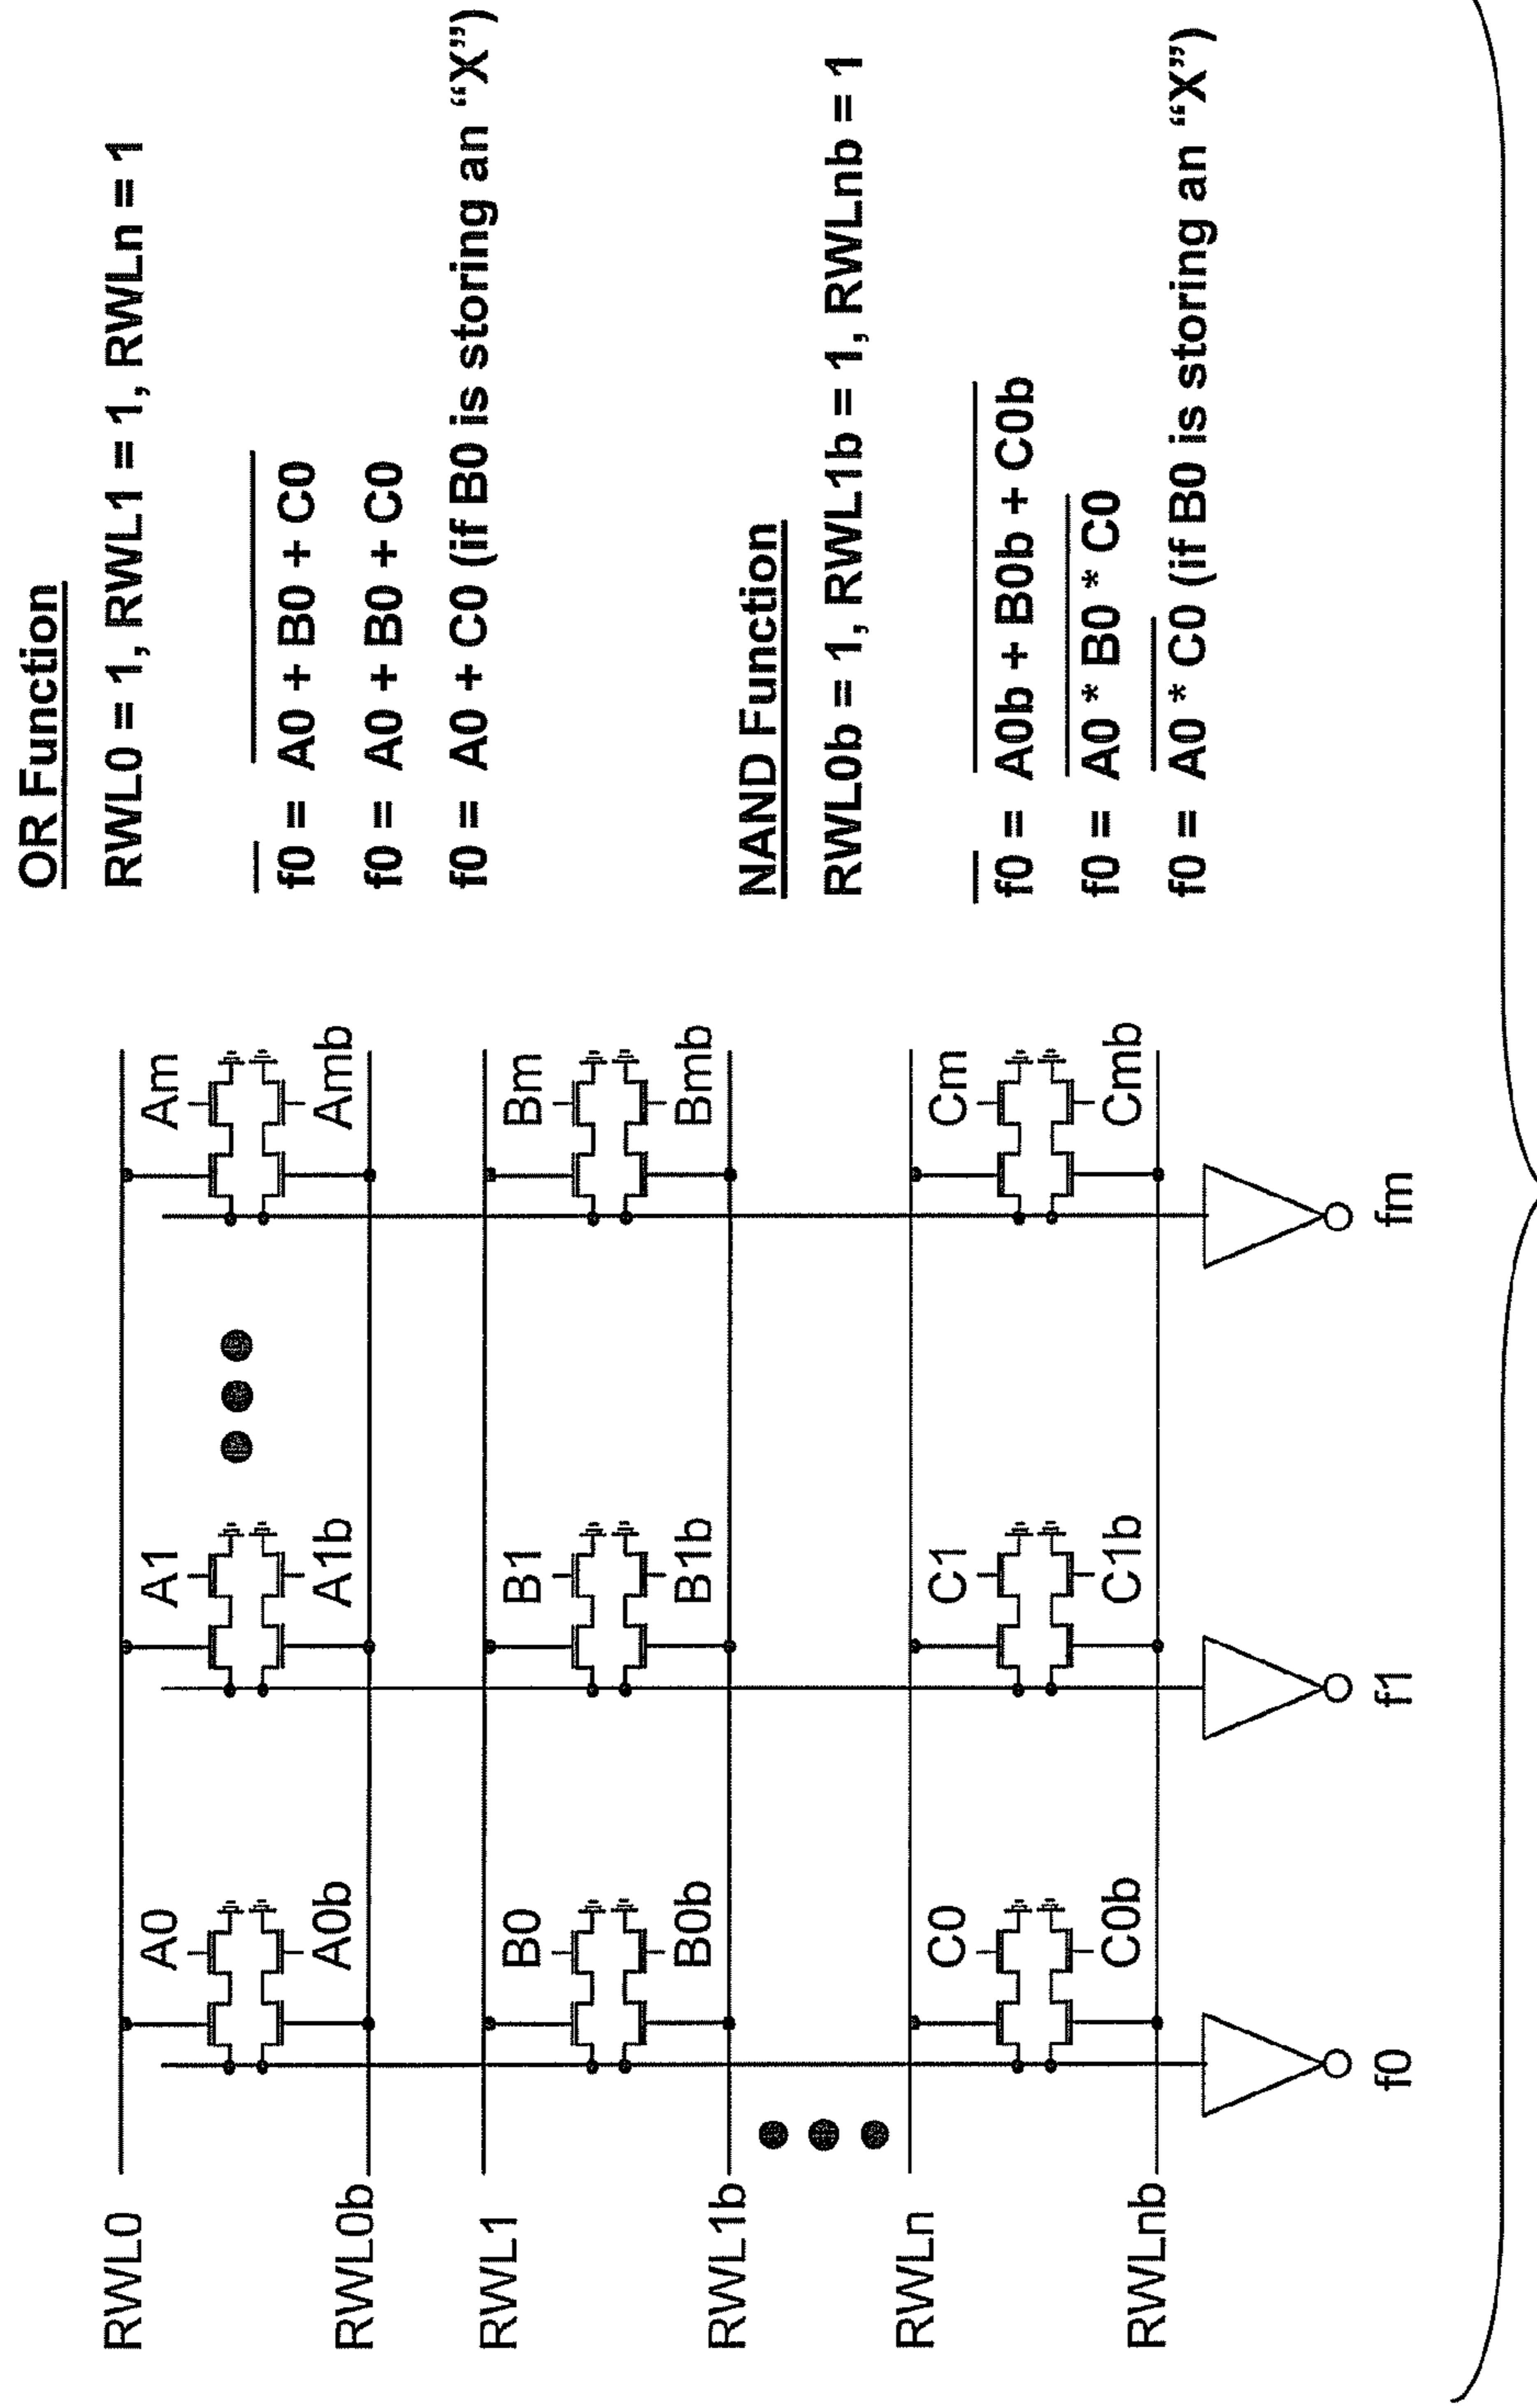 RWL0
A0 A1 Am
A0b A1b Amb
RWL0b
RWL1
B0 B1 Bm
B0b B1b Bmb
RWL1b
RWLn
C0 C1 Cm
C0b C1b Cmb
RWLnb
f0 f1 fm
OR Function
RWL0 = 1, RWL1 = 1, RWLn = 1
f0 = A0 + B0 + C0
f0 = A0 + B0 + C0
f0 = A0 + C0 (if B0 is storing an “X”)
NAND Function
RWL0b = 1, RWL1b = 1, RWLnb = 1
f0 = A0b + B0b + C0b
f0 = A0 * B0 * C0
f0 = A0 * C0 (if B0 is storing an “X”)